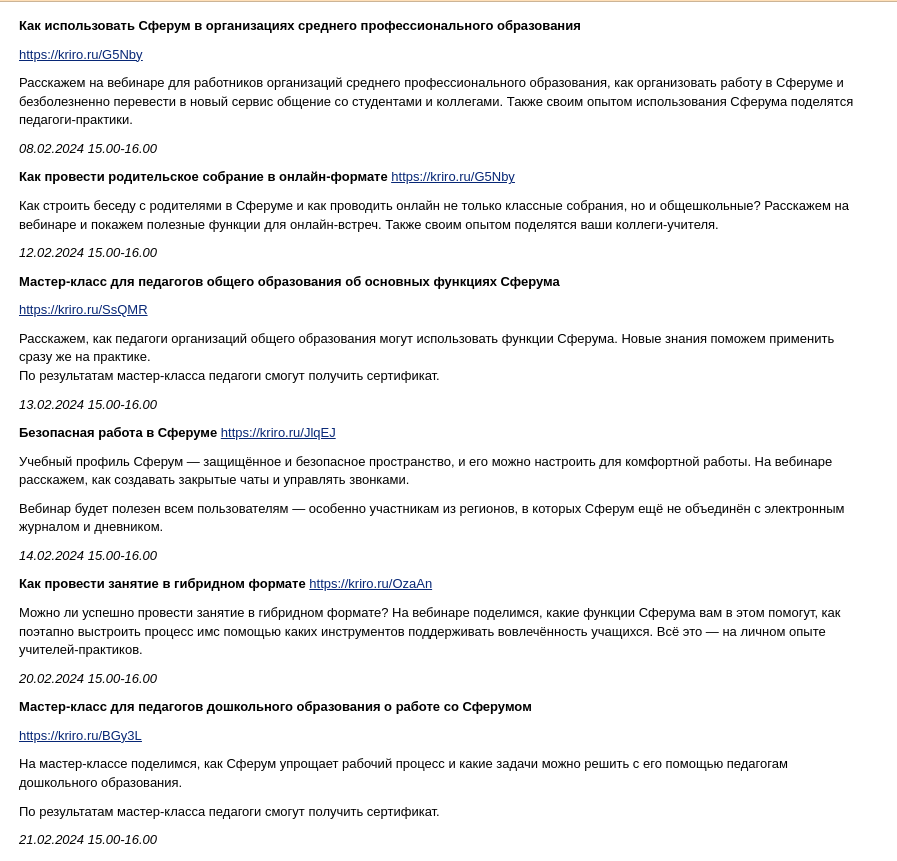 Как использовать Сферум в организациях среднего профессионального образования
https://kriro.ru/G5Nby
Расскажем на вебинаре для работников организаций среднего профессионального образования, как организовать работу в Сферуме и
безболезненно перевести в новый сервис общение со студентами и коллегами. Также своим опытом использования Сферума поделятся
педагоги-практики.
08.02.2024 15.00-16.00
Как провести родительское собрание в онлайн-формате https://kriro.ru/G5Nby
Как строить беседу с родителями в Сферуме и как проводить онлайн не только классные собрания, но и общешкольные? Расскажем на
вебинаре и покажем полезные функции для онлайн-встреч. Также своим опытом поделятся ваши коллеги-учителя.
12.02.2024 15.00-16.00
Мастер-класс для педагогов общего образования об основных функциях Сферума
https://kriro.ru/SsQMR
Расскажем, как педагоги организаций общего образования могут использовать функции Сферума. Новые знания поможем применить
сразу же на практике.
По результатам мастер-класса педагоги смогут получить сертификат.
13.02.2024 15.00-16.00
Безопасная работа в Сферуме https://kriro.ru/JlqEJ
Учебный профиль Сферум — защищённое и безопасное пространство, и его можно настроить для комфортной работы. На вебинаре
расскажем, как создавать закрытые чаты и управлять звонками.
Вебинар будет полезен всем пользователям — особенно участникам из регионов, в которых Сферум ещё не объединён с электронным
журналом и дневником.
14.02.2024 15.00-16.00
Как провести занятие в гибридном формате https://kriro.ru/OzaAn
Можно ли успешно провести занятие в гибридном формате? На вебинаре поделимся, какие функции Сферума вам в этом помогут, как
поэтапно выстроить процесс имс помощью каких инструментов поддерживать вовлечённость учащихся. Всё это — на личном опыте
учителей-практиков.
20.02.2024 15.00-16.00
Мастер-класс для педагогов дошкольного образования о работе со Сферумом
https://kriro.ru/BGy3L
На мастер-классе поделимся, как Сферум упрощает рабочий процесс и какие задачи можно решить с его помощью педагогам
дошкольного образования.
По результатам мастер-класса педагоги смогут получить сертификат.
21.02.2024 15.00-16.00